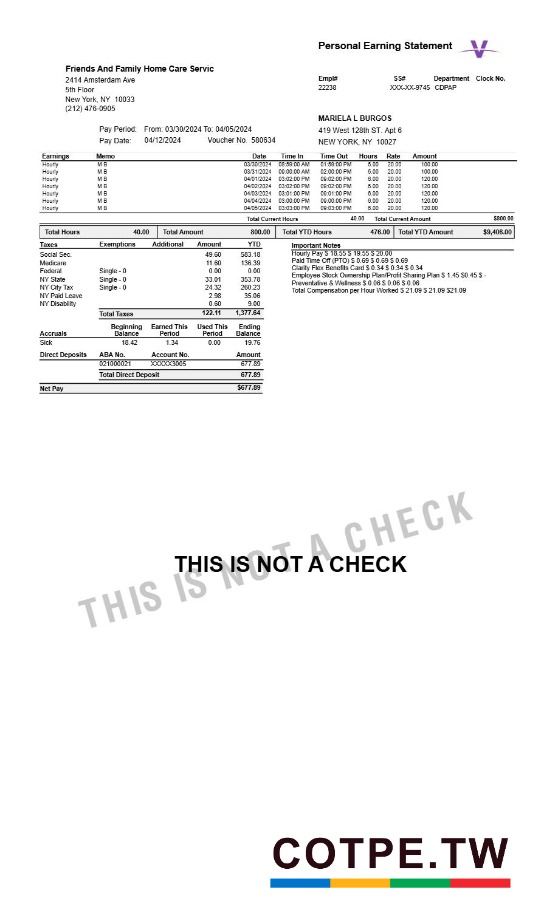 Personal Earning Statement
Friends And Family Home Care Servic
2414 Amsterdam Ave
5th Floor
New York, NY 10033
(212) 476-0905
Empl# SS# Department Clock No.
22238 XXX-XX-9745 CDPAP
MARIELA L BURGOS
419 West 128th ST. Apt 6
NEW YORK, NY 10027
Pay Period: From: 03/30/2024 To: 04/05/2024
Pay Date: 04/12/2024 Voucher No. 580634
Earnings Memo Date Time In Time Out Hours Rate Amount
Hourly M B 03/30/2024 08:59:00 AM 01:59:00 PM 5.00 20.00 100.00
Hourly M B 03/31/2024 09:00:00 AM 02:00:00 PM 5.00 20.00 100.00
Hourly M B 04/01/2024 03:02:00 PM 09:02:00 PM 6.00 20.00 120.00
Hourly M B 04/02/2024 03:02:00 PM 09:02:00 PM 6.00 20.00 120.00
Hourly M B 04/03/2024 03:01:00 PM 09:01:00 PM 6.00 20.00 120.00
Hourly M B 04/04/2024 03:00:00 PM 09:00:00 PM 6.00 20.00 120.00
Hourly M B 04/05/2024 03:03:00 PM 09:03:00 PM 6.00 20.00 120.00
Total Current Hours 40.00 Total Current Amount $800.00
Total Hours 40.00 Total Amount 800.00 Total YTD Hours 476.00 Total YTD Amount $9,406.00
Taxes Exemptions Additional Amount YTD
Social Sec. 49.60 583.18
Medicare 11.60 136.39
Federal Single - 0 0.00 0.00
NY State Single - 0 33.01 353.78
NY City Tax Single - 0 24.32 260.23
NY Paid Leave 2.98 35.06
NY Disability 0.60 9.00
Total Taxes 122.11 1,377.64
Important Notes
Hourly Pay $ 18.55 $ 19.55 $ 20.00
Paid Time Off (PTO) $ 0.69 $ 0.69 $ 0.69
Clarity Flex Benefits Card $ 0.34 $ 0.34 $ 0.34
Employee Stock Ownership Plan/Profit Sharing Plan $ 1.45 $0.45 $ -
Preventative & Wellness $ 0.06 $ 0.06 $ 0.06
Total Compensation per Hour Worked $ 21.09 $ 21.09 $21.09
Accruals Beginning Balance Earned This Period Used This Period Ending Balance
Sick 18.42 1.34 0.00 19.76
Direct Deposits ABA No. Account No. Amount
021000021 XXXXX3005 677.89
Total Direct Deposit 677.89
Net Pay $677.89
THIS IS NOT A CHECK
THIS IS NOT A CHECK
COTPE.TW